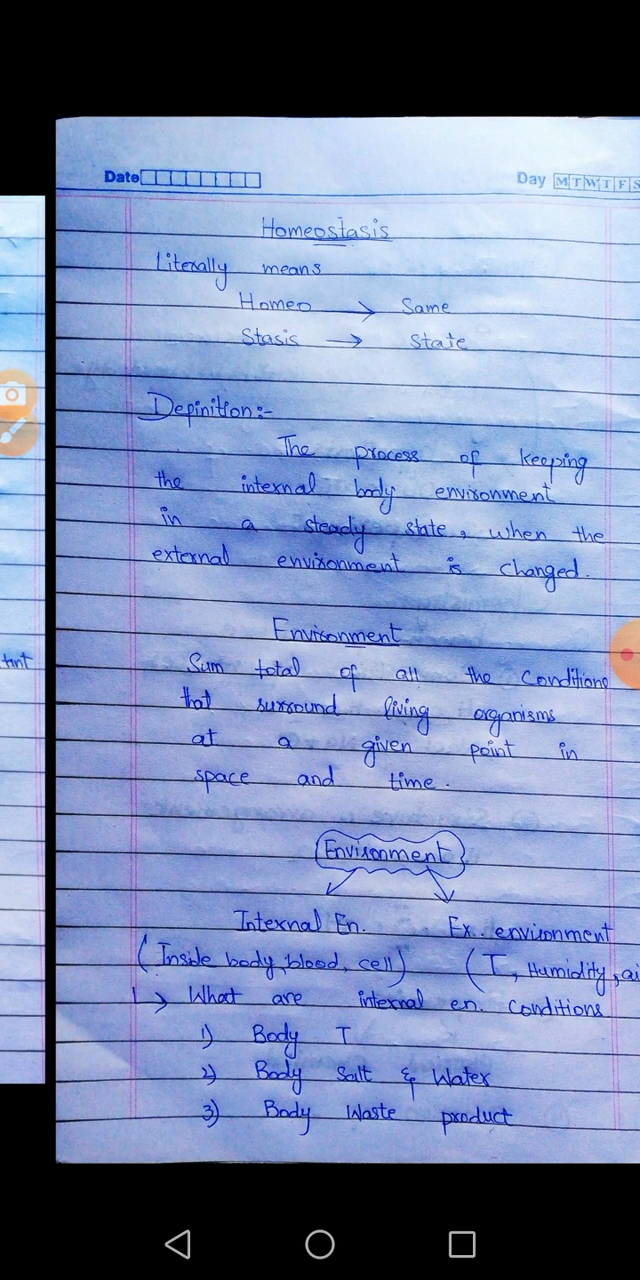 Date
Day M T W T F S
Homeostasis
Literally means
Homeo → Same
Stasis → State
Definition:-
The process of keeping
the internal body environment
in a steady state, when the
external environment is changed.
tant
Environment
Sum total of all the Conditions
that surround living organisms
at a given point in
space and time.
Environment
Internal En. Ex. environment
(Inside body, blood, cell) (T, Humidity, ai
↳ What are internal en. conditions
1) Body T
2) Body Salt & Water
3) Body Waste product